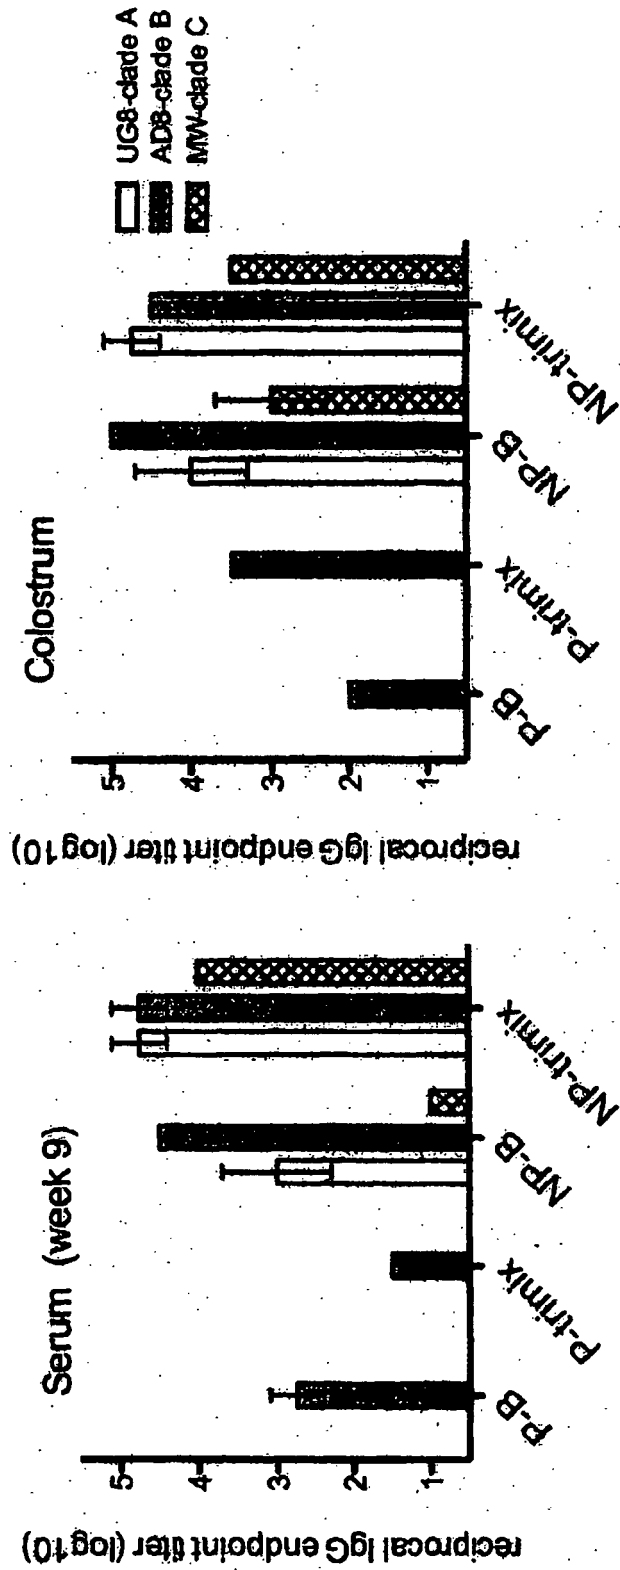 Serum (week 9)
reciprocal IgG endpoint titer (log10)
5
4
3
2
1
P-B
P-trimix
NP-B
NP-trimix
Colostrum
reciprocal IgG endpoint titer (log10)
5
4
3
2
1
P-B
P-trimix
NP-B
NP-trimix
UG8-clade A
AD8-clade B
MW-clade C